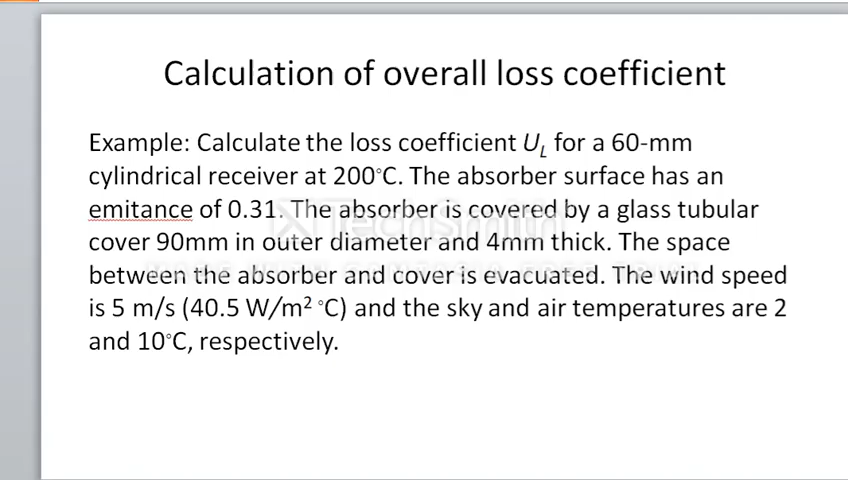 Calculation of overall loss coefficient
Example: Calculate the loss coefficient U_L for a 60-mm
cylindrical receiver at 200°C. The absorber surface has an
emitance of 0.31. The absorber is covered by a glass tubular
TechSmith
cover 90mm in outer diameter and 4mm thick. The space
between the absorber and cover is evacuated. The wind speed
is 5 m/s (40.5 W/m² °C) and the sky and air temperatures are 2
and 10°C, respectively.